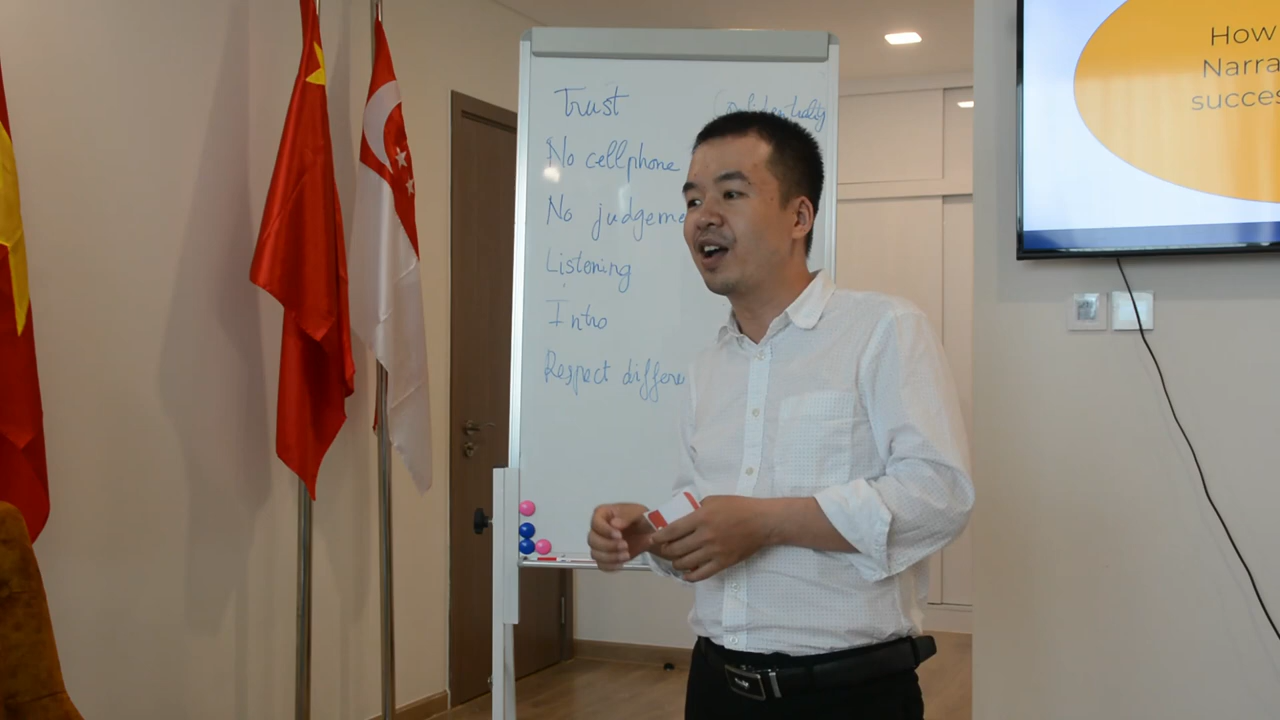 Trust
Confidentiality
No cellphone
No judgeme
Listening
Intro
Respect differe
How
Narra
succes